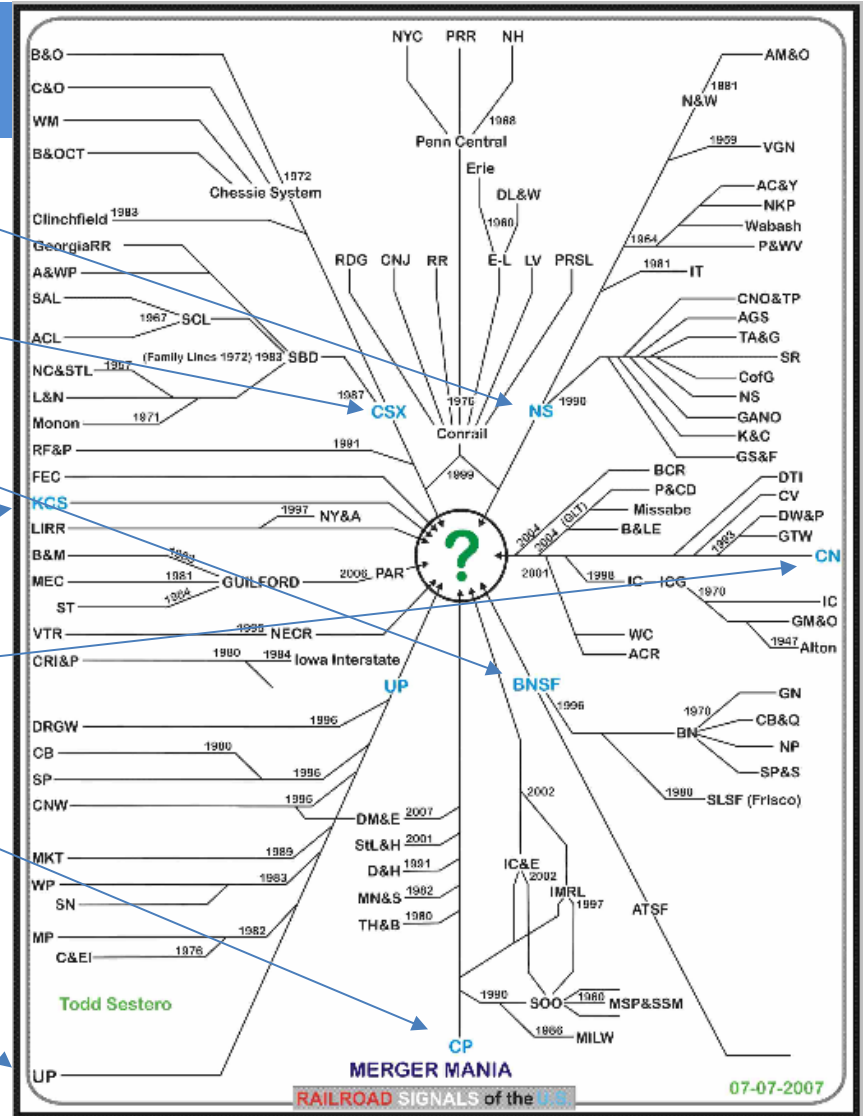 NYC PRR NH
B&O
C&O
WM
B&OCT
1972
Chessie System
Clinchfield 1983
GeorgiaRR
A&WP
SAL
1967 SCL
ACL
(Family Lines 1972) 1983 SBD
NC&STL 1957
L&N
Monon 1971
1987 CSX
RF&P 1991
FEC
KCS
LIRR 1997 NY&A
B&M
MEC 1981 GUILFORD 2006 PAR
ST 1984
VTR NECR
CRI&P 1980 1984 Iowa Interstate
UP
DRGW 1996
CB 1980
SP 1996
CNW 1996
MKT 1989
WP 1983
SN
MP 1982
C&EI 1976
Todd Sestero
UP
1968
Penn Central
Erie
DL&W
1960
RDG CNJ RR E-L LV PRSL
1976
Conrail
1999
?
AM&O
1881
N&W
1959 VGN
AC&Y
NKP
Wabash
1964 P&WV
1981 IT
CNO&TP
AGS
TA&G
SR
CofG
NS
GANO
K&C
GS&F
NS 1990
BCR
P&CD
Missabe
B&LE
2004
2004 (GLT)
DTI
CV
DW&P
GTW
1993
CN
2001
1998 IC ICG
1970
IC
GM&O
1947 Alton
WC
ACR
BNSF
1996
GN
1970
CB&Q
BN
NP
SP&S
1980 SLSF (Frisco)
DM&E 2007
StL&H 2001
D&H 1991
MN&S 1982
TH&B 1980
2002
IC&E
2002
IMRL
1997
ATSF
1990 SOO 1960 MSP&SSM
MILW
CP
MERGER MANIA
RAILROAD SIGNALS of the U.S.
07-07-2007